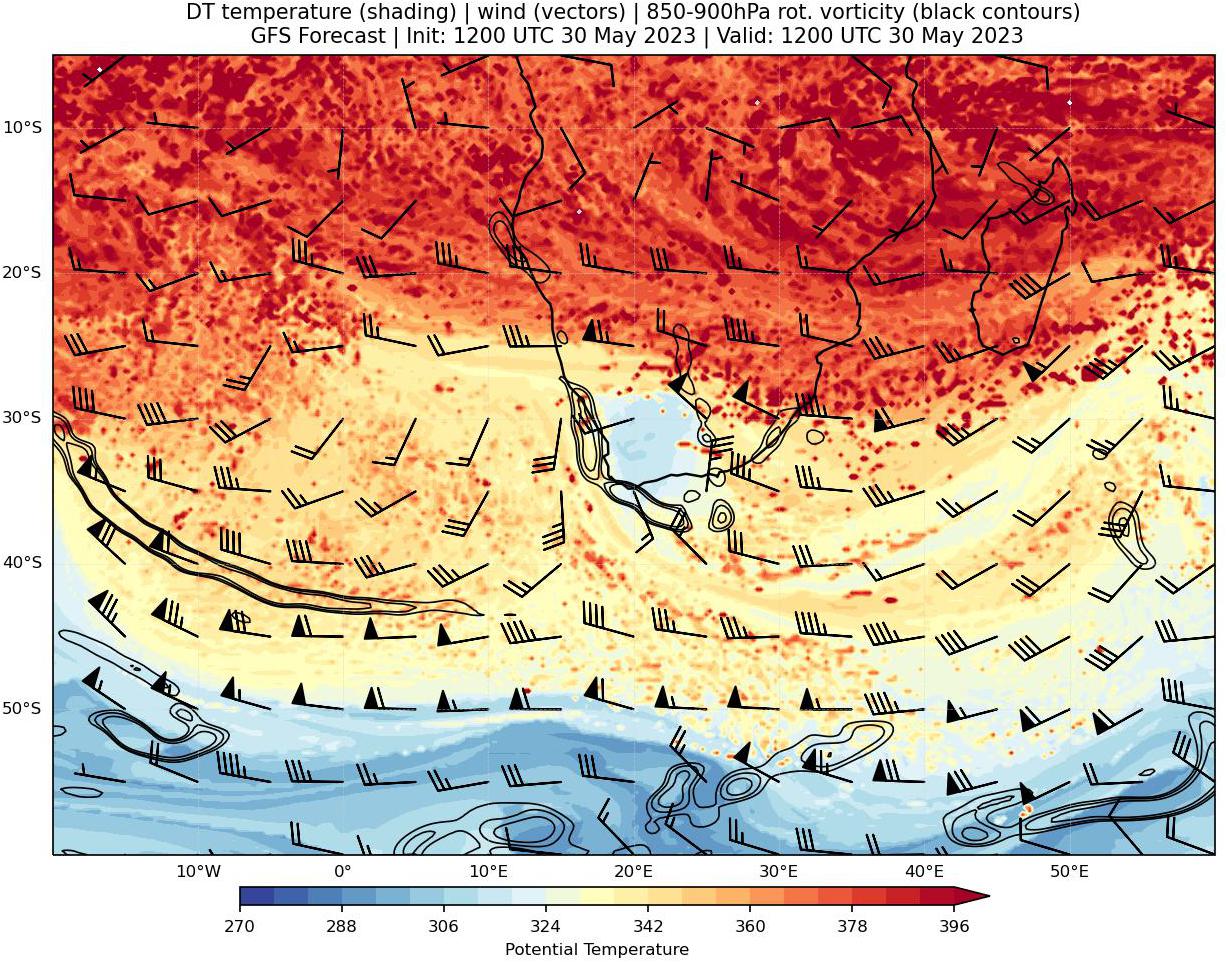 DT temperature (shading) | wind (vectors) | 850-900hPa rot. vorticity (black contours)
GFS Forecast | Init: 1200 UTC 30 May 2023 | Valid: 1200 UTC 30 May 2023
10°S
20°S
30°S
40°S
50°S
10°W 0° 10°E 20°E 30°E 40°E 50°E
270 288 306 324 342 360 378 396
Potential Temperature